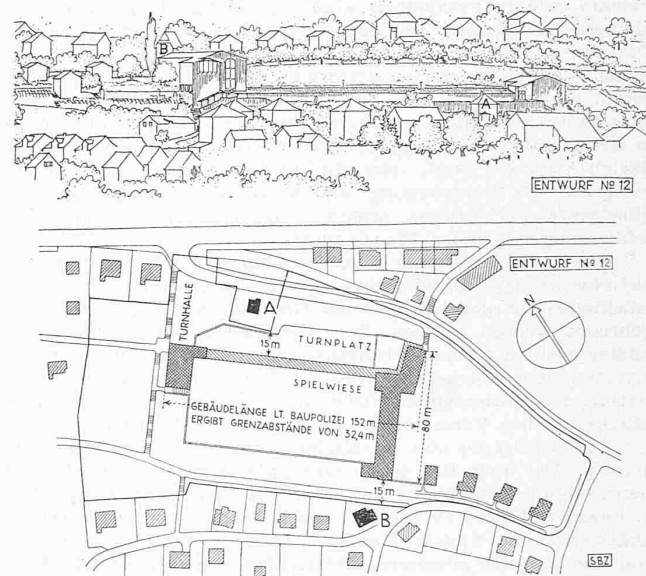 B
A
ENTWURF No 12
ENTWURF No 12
N
TURNHALLE
A
15m
TURNPLATZ
SPIELWIESE
GEBÄUDELÄNGE LT. BAUPOLIZEI 152m
ERGIBT GRENZABSTÄNDE VON 32,4m
80 m
15m
B
SBZ